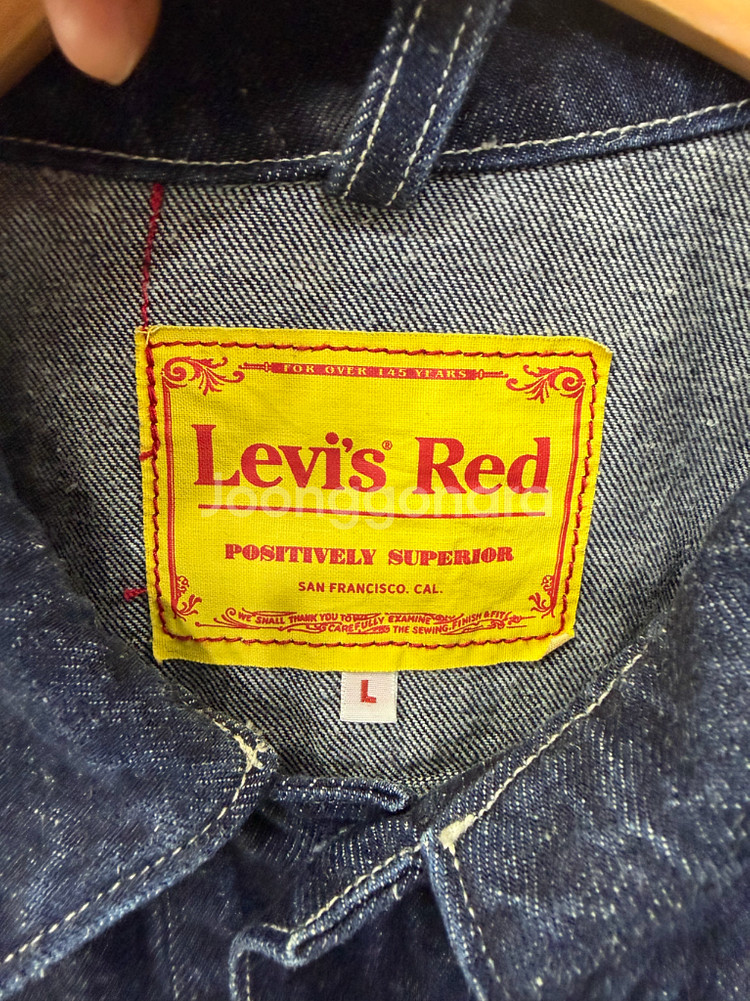 FOR OVER 145 YEARS
Levi's® Red
Joonggonara
POSITIVELY SUPERIOR
SAN FRANCISCO. CAL.
WE SHALL THANK YOU TO CAREFULLY EXAMINE THE SEWING, FINISH & FIT
L